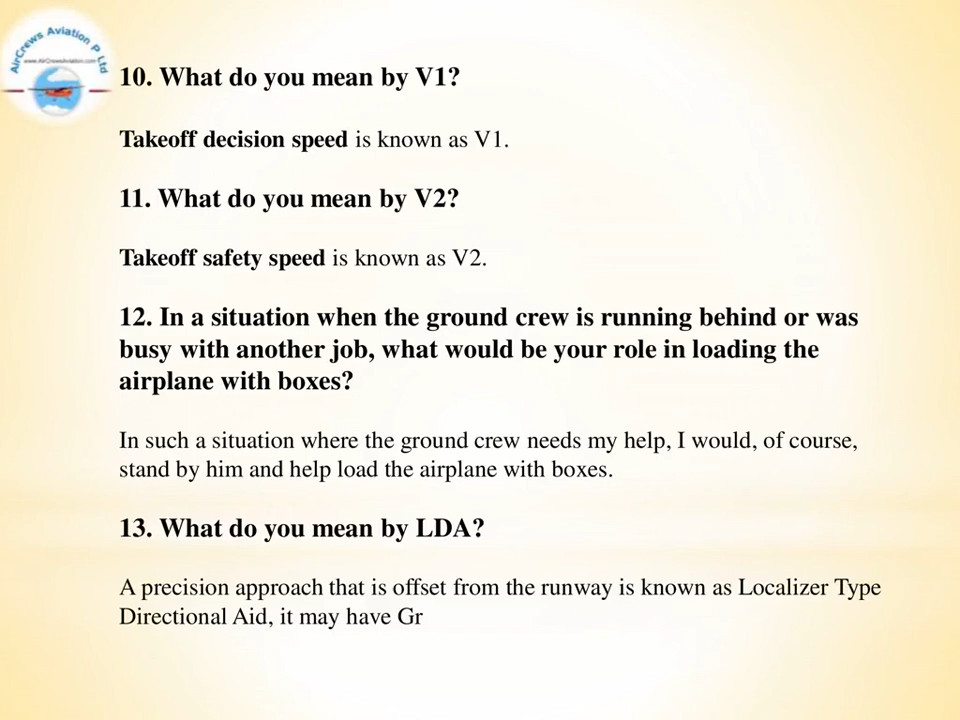 AirCrews Aviation P Ltd
www.AirCrewsAviation.com
10. What do you mean by V1?
Takeoff decision speed is known as V1.
11. What do you mean by V2?
Takeoff safety speed is known as V2.
12. In a situation when the ground crew is running behind or was
busy with another job, what would be your role in loading the
airplane with boxes?
In such a situation where the ground crew needs my help, I would, of course,
stand by him and help load the airplane with boxes.
13. What do you mean by LDA?
A precision approach that is offset from the runway is known as Localizer Type
Directional Aid, it may have Gr